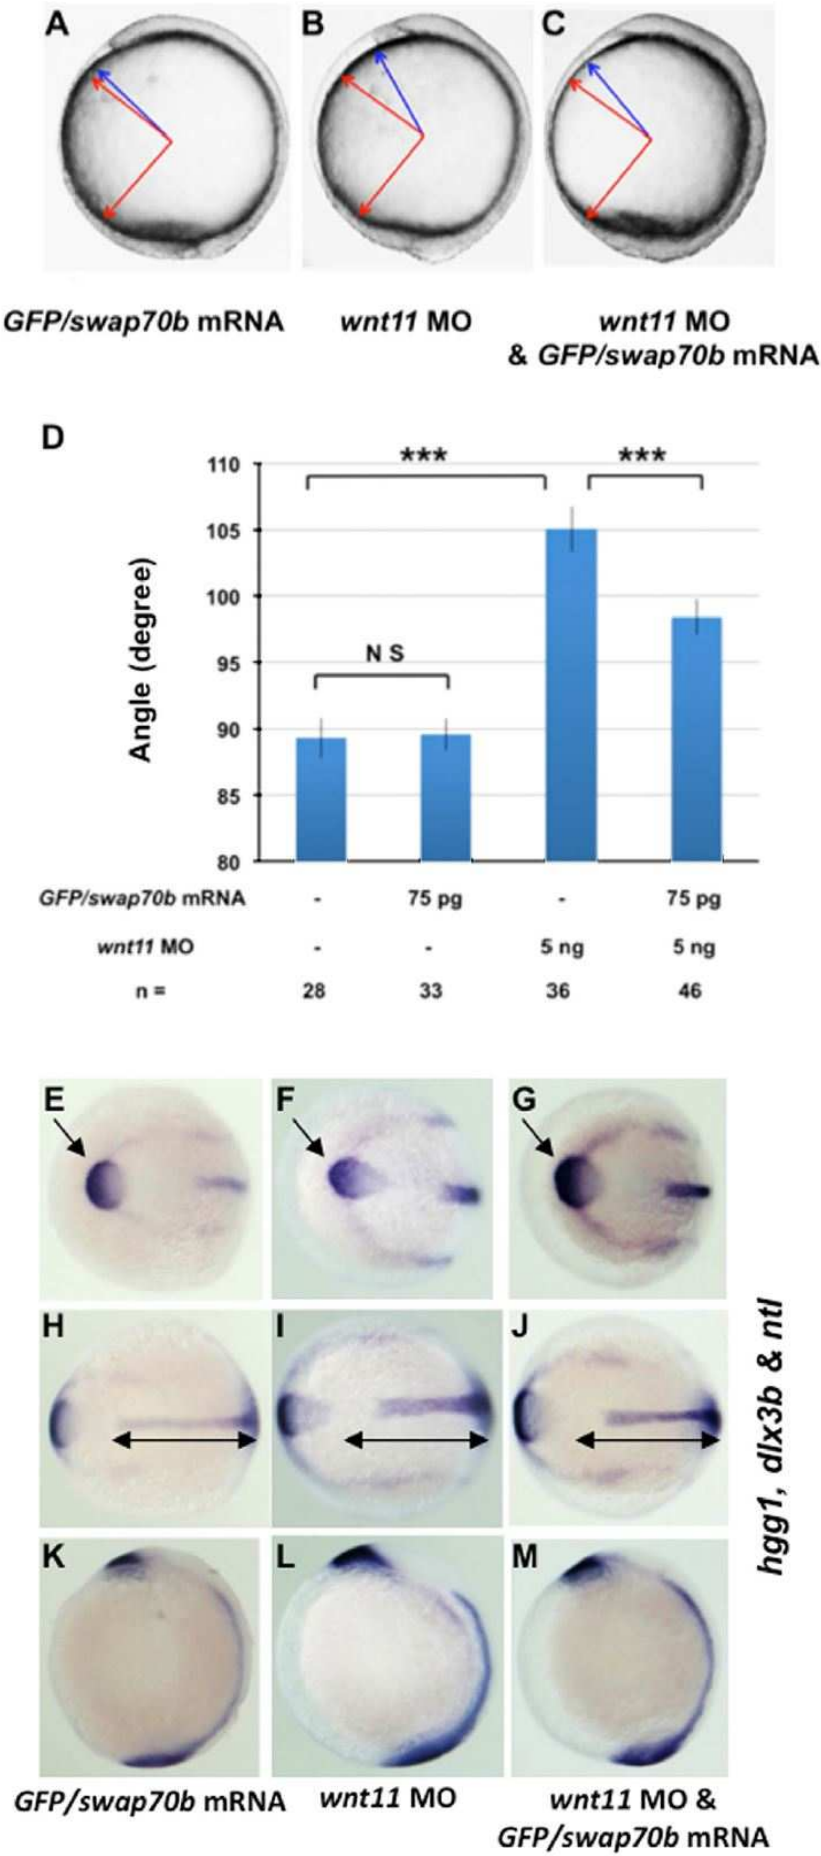 A B C
GFP/swap70b mRNA wnt11 MO wnt11 MO
& GFP/swap70b mRNA
D
*** ***
110
105
100
95
90
85
80
Angle (degree)
N S
GFP/swap70b mRNA - 75 pg - 75 pg
wnt11 MO - - 5 ng 5 ng
n = 28 33 36 46
E F G
H I J
K L M
hgg1, dlx3b & ntl
GFP/swap70b mRNA wnt11 MO wnt11 MO &
GFP/swap70b mRNA